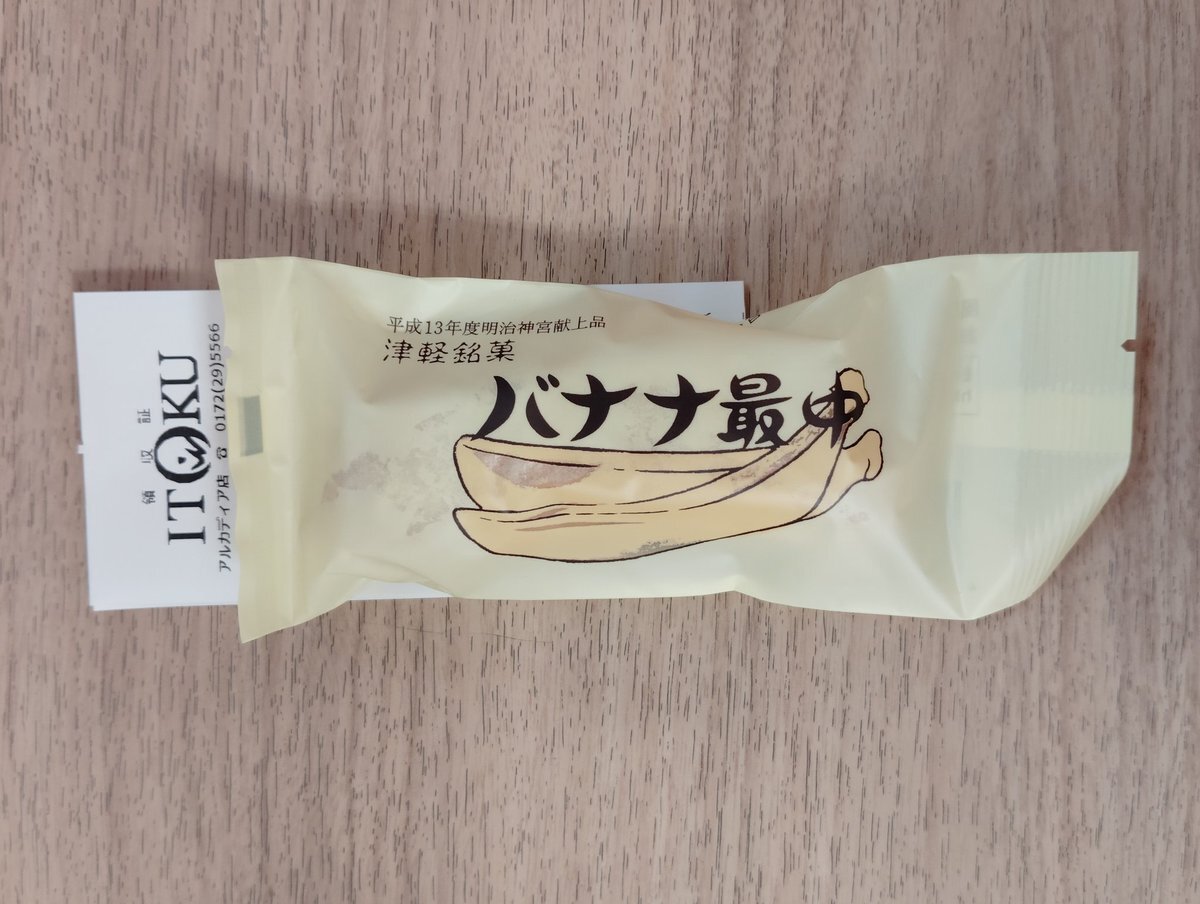 平成13年度明治神宮献上品
津軽銘菓
バナナ最中
領収証
ITOKU
アルカディア店 ☎ 0172(29)5566